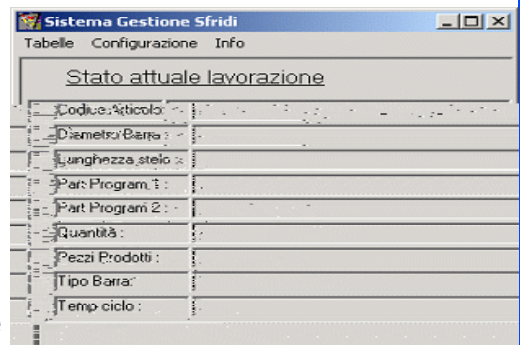 Sistema Gestione Sfridi
Tabelle Configurazione Info
Stato attuale lavorazione
Codice Articolo:
Diametro Barra :
Lunghezza stelo :
Part Program 1 :
Part Program 2 :
Quantità :
Pezzi Prodotti :
Tipo Barra:
Temp ciclo :